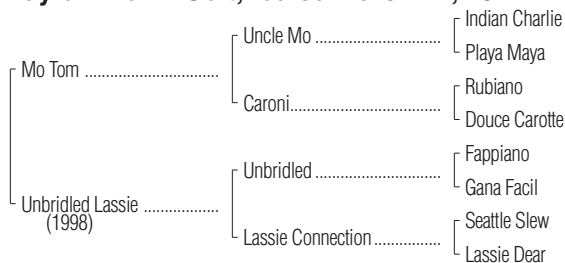 Indian Charlie
Uncle Mo
Playa Maya
Mo Tom
Rubiano
Caroni
Douce Carotte
Fappiano
Unbridled
Gana Facil
Unbridled Lassie
(1998)
Seattle Slew
Lassie Connection
Lassie Dear